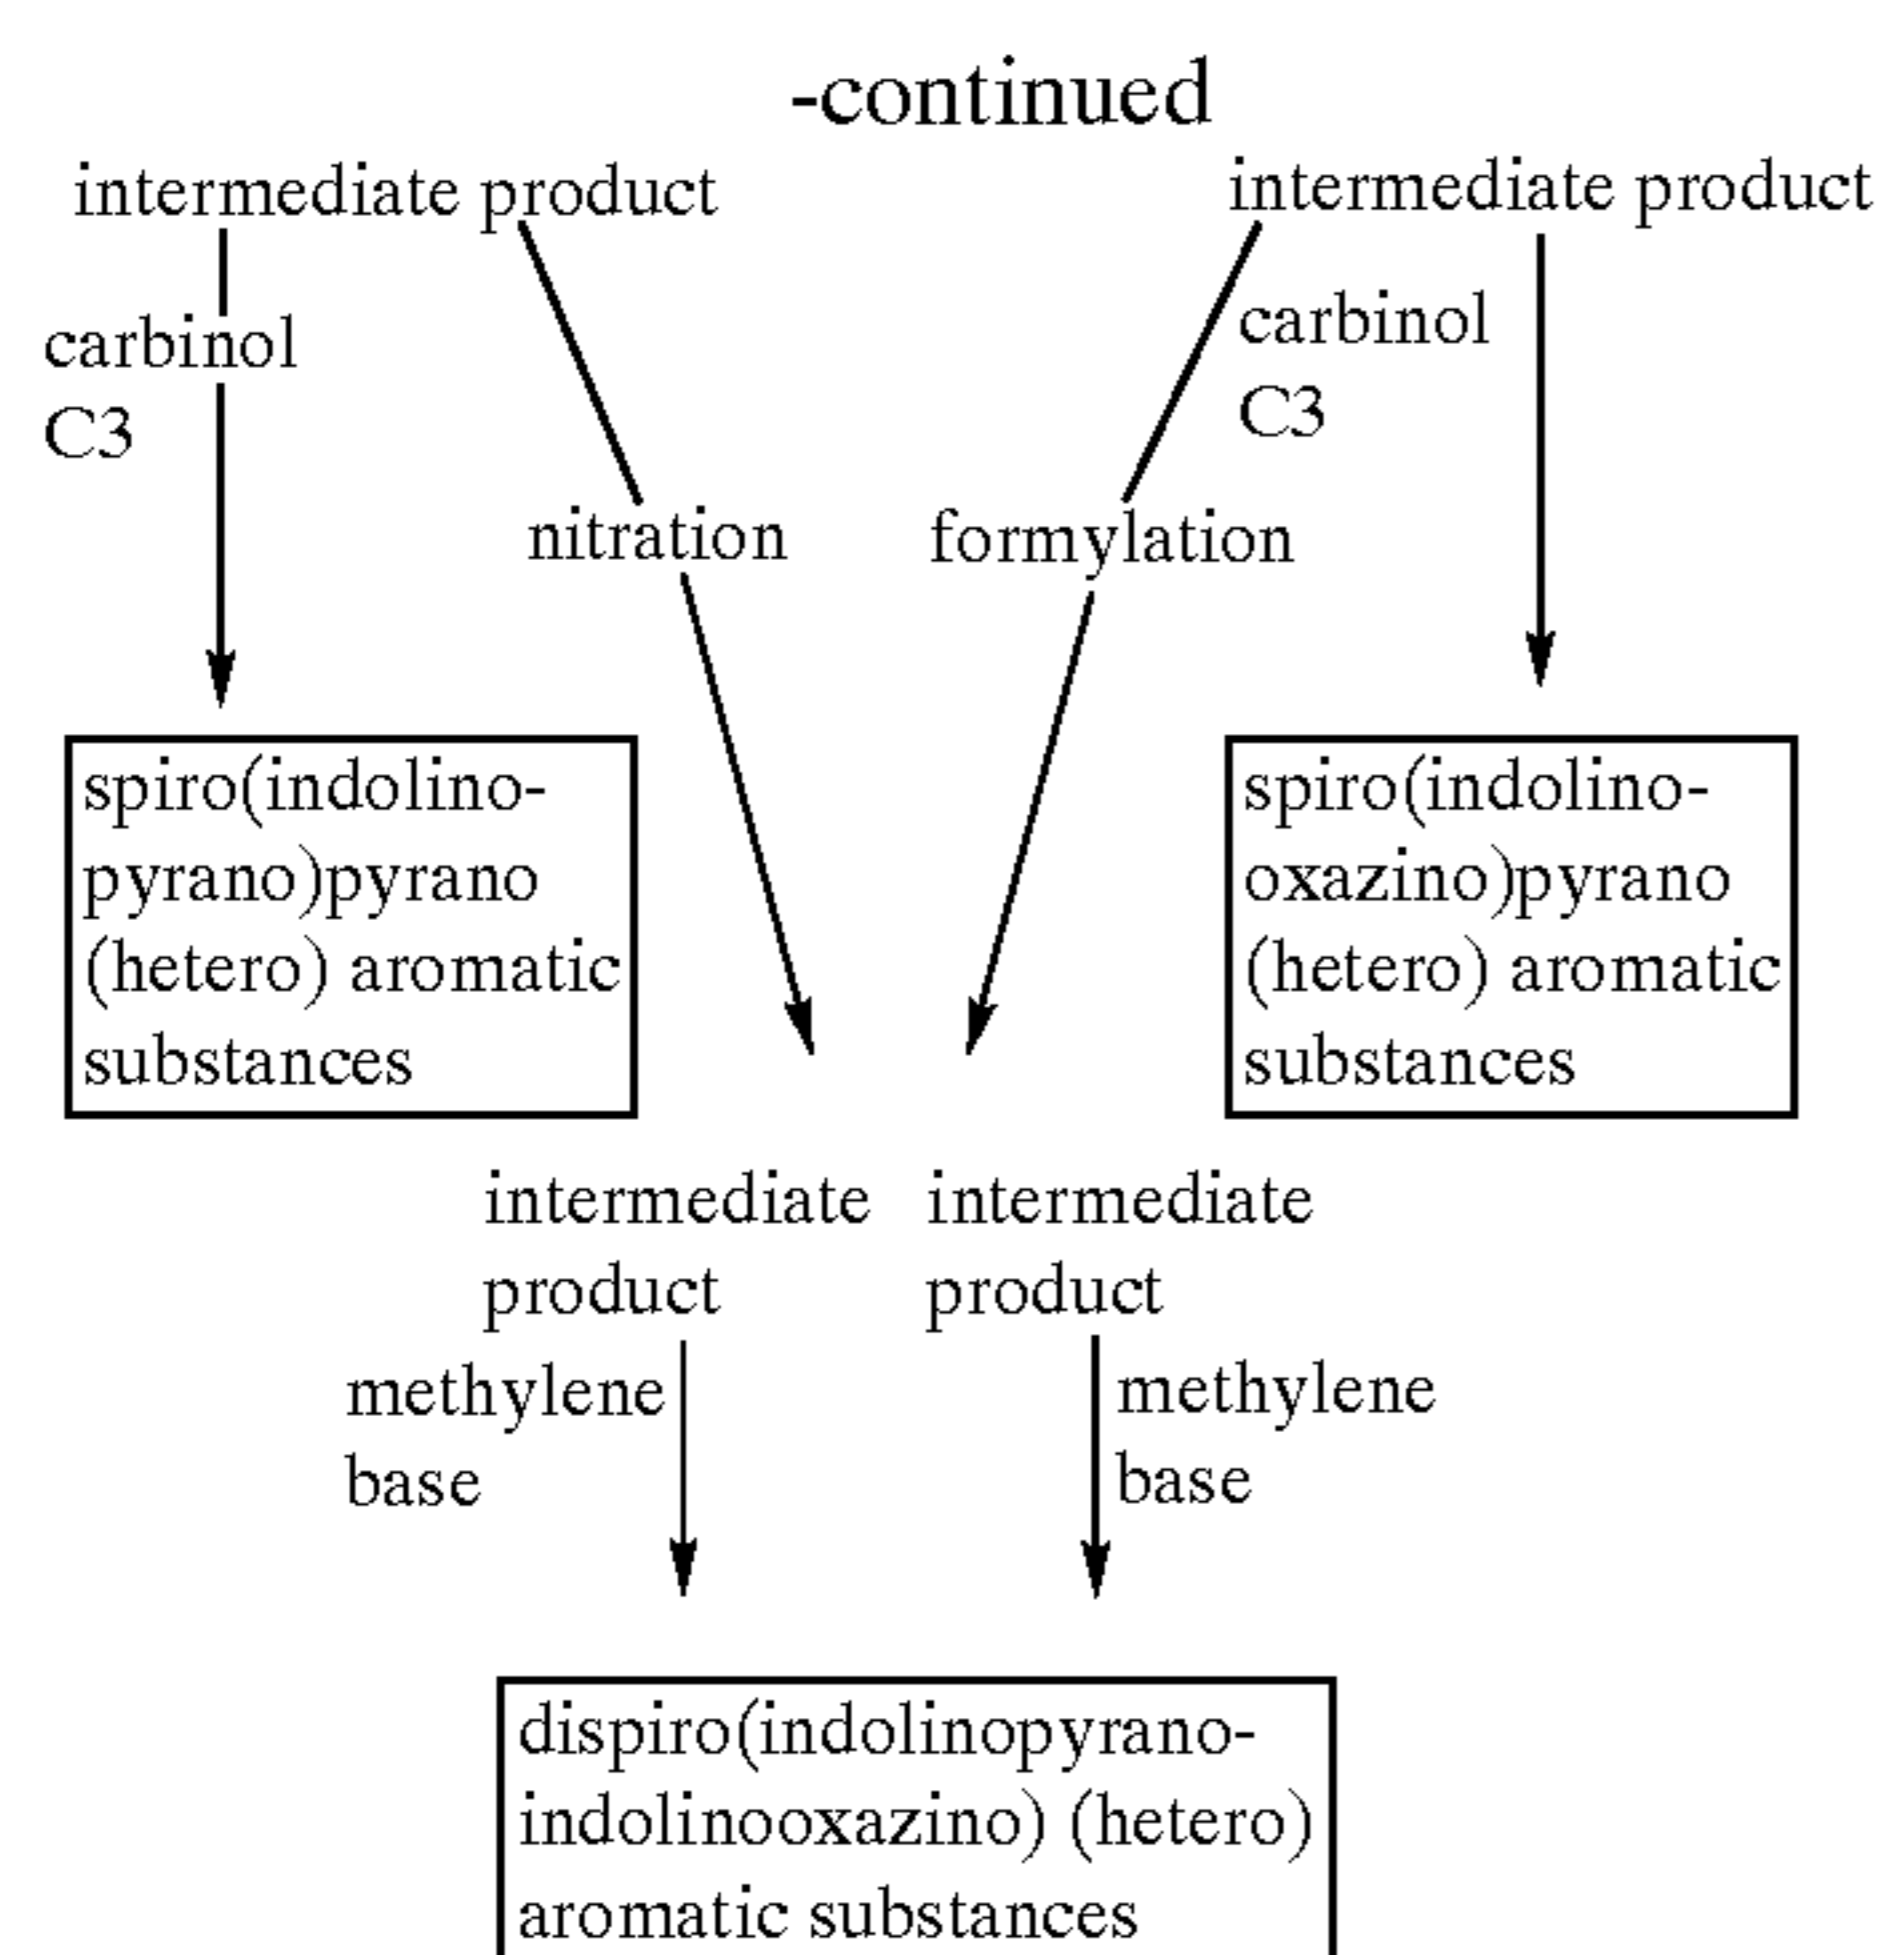 -continued
intermediate product
intermediate product
carbinol
C3
carbinol
C3
nitration
formylation
spiro(indolino-
pyrano)pyrano
(hetero) aromatic
substances
spiro(indolino-
oxazino)pyrano
(hetero) aromatic
substances
intermediate
product
intermediate
product
methylene
base
methylene
base
dispiro(indolinopyrano-
indolinooxazino) (hetero)
aromatic substances